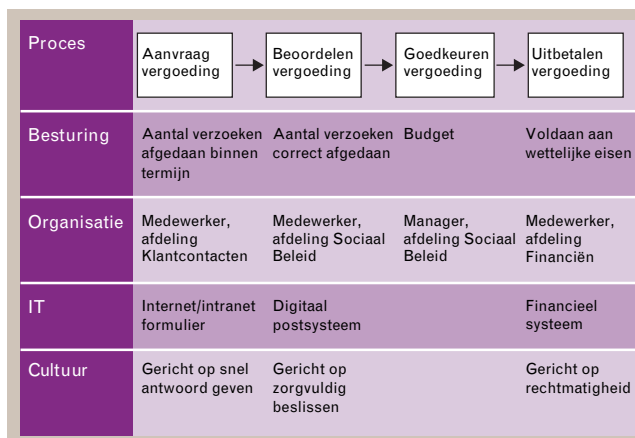 Proces
Aanvraag
vergoeding
Beoordelen
vergoeding
Goedkeuren
vergoeding
Uitbetalen
vergoeding
Besturing
Aantal verzoeken
afgedaan binnen
termijn
Aantal verzoeken
correct afgedaan
Budget
Voldaan aan
wettelijke eisen
Organisatie
Medewerker,
afdeling
Klantcontacten
Medewerker,
afdeling Sociaal
Beleid
Manager,
afdeling Sociaal
Beleid
Medewerker,
afdeling
Financiën
IT
Internet/intranet
formulier
Digitaal
postsysteem
Financieel
systeem
Cultuur
Gericht op snel
antwoord geven
Gericht op
zorgvuldig
beslissen
Gericht op
rechtmatigheid